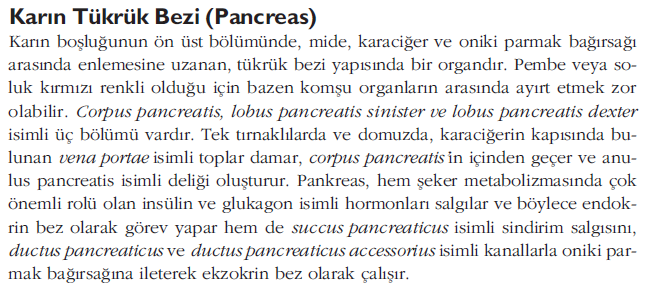 Karın Tükrük Bezi (Pancreas)
Karın boşluğunun ön üst bölümünde, mide, karaciğer ve oniki parmak bağırsağı
arasında enlemesine uzanan, tükrük bezi yapısında bir organdır. Pembe veya so-
luk kırmızı renkli olduğu için bazen komşu organların arasında ayırt etmek zor
olabilir. Corpus pancreatis, lobus pancreatis sinister ve lobus pancreatis dexter
isimli üç bölümü vardır. Tek tırnaklılarda ve domuzda, karaciğerin kapısında bu-
lunan vena portae isimli toplar damar, corpus pancreatis'in içinden geçer ve anu-
lus pancreatis isimli deliği oluşturur. Pankreas, hem şeker metabolizmasında çok
önemli rolü olan insülin ve glukagon isimli hormonları salgılar ve böylece endok-
rin bez olarak görev yapar hem de succus pancreaticus isimli sindirim salgısını,
ductus pancreaticus ve ductus pancreaticus accessorius isimli kanallarla oniki par-
mak bağırsağına ileterek ekzokrin bez olarak çalışır.